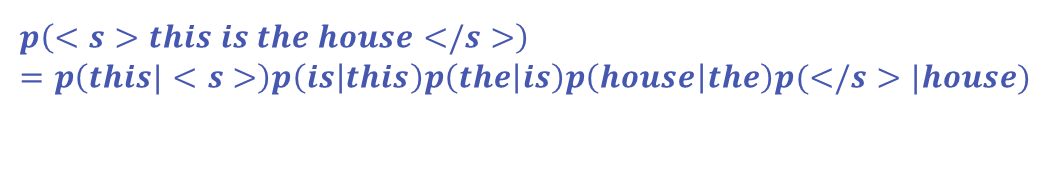 p(< s > this is the house </s >)
= p(this| < s >)p(is|this)p(the|is)p(house|the)p(</s > |house)